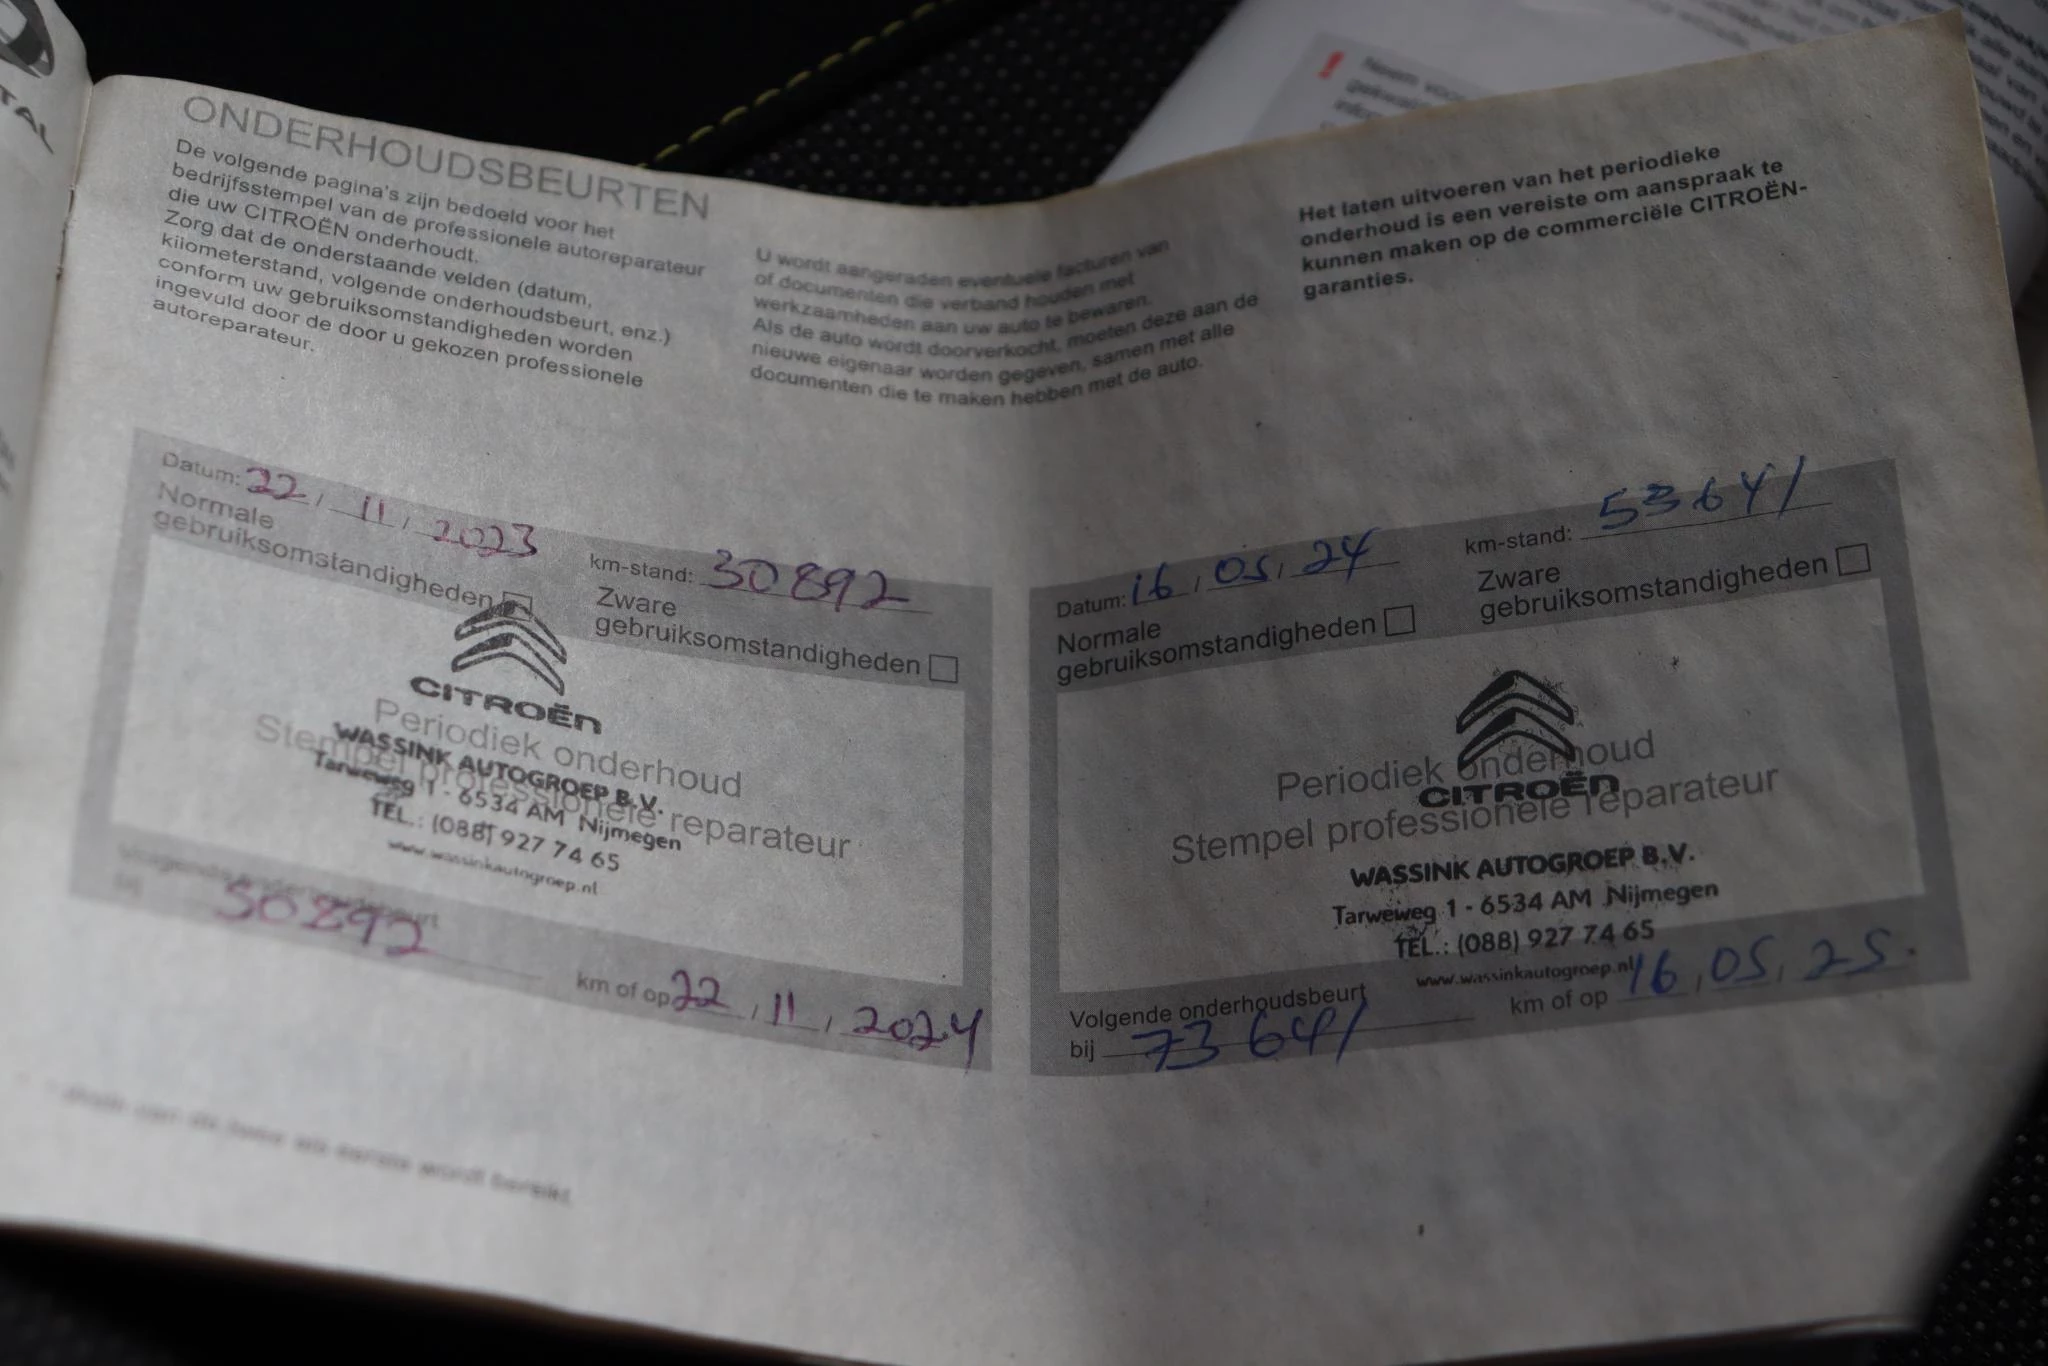 TAL
ONDERHOUDSBEURTEN
De volgende pagina's zijn bedoeld voor het
bedrijfsstempel van de professionele autoreparateur
die uw CITROËN onderhoudt.
Zorg dat de onderstaande velden (datum,
kilometerstand, volgende onderhoudsbeurt, enz.)
conform uw gebruiksomstandigheden worden
ingevuld door de door u gekozen professionele
autoreparateur.
U wordt aangeraden eventuele facturen van
of documenten die verband houden met
werkzaamheden aan uw auto te bewaren.
Als de auto wordt doorverkocht, moeten deze aan de
nieuwe eigenaar worden gegeven, samen met alle
documenten die te maken hebben met de auto.
Het laten uitvoeren van het periodieke
onderhoud is een vereiste om aanspraak te
kunnen maken op de commerciële CITROËN-
garanties.
Datum: 22, 11, 2023
km-stand: 30892
Normale
gebruiksomstandigheden
Zware
gebruiksomstandigheden
CITROËN
Periodiek onderhoud
Stempel professionele reparateur
WASSINK AUTOGROEP B.V.
Tarweweg 1 - 6534 AM Nijmegen
TEL.: (088) 927 74 65
www.wassinkautogroep.nl
Volgende onderhoudsbeurt
bij 50892 km of op 22, 11, 2024
Datum: 16, 05, 24
km-stand: 53641
Normale
gebruiksomstandigheden
Zware
gebruiksomstandigheden
Periodiek onderhoud
CITROËN
Stempel professionele reparateur
WASSINK AUTOGROEP B.V.
Tarweweg 1 - 6534 AM Nijmegen
TEL.: (088) 927 74 65
www.wassinkautogroep.nl
Volgende onderhoudsbeurt
bij 73641 km of op 16, 05, 25.